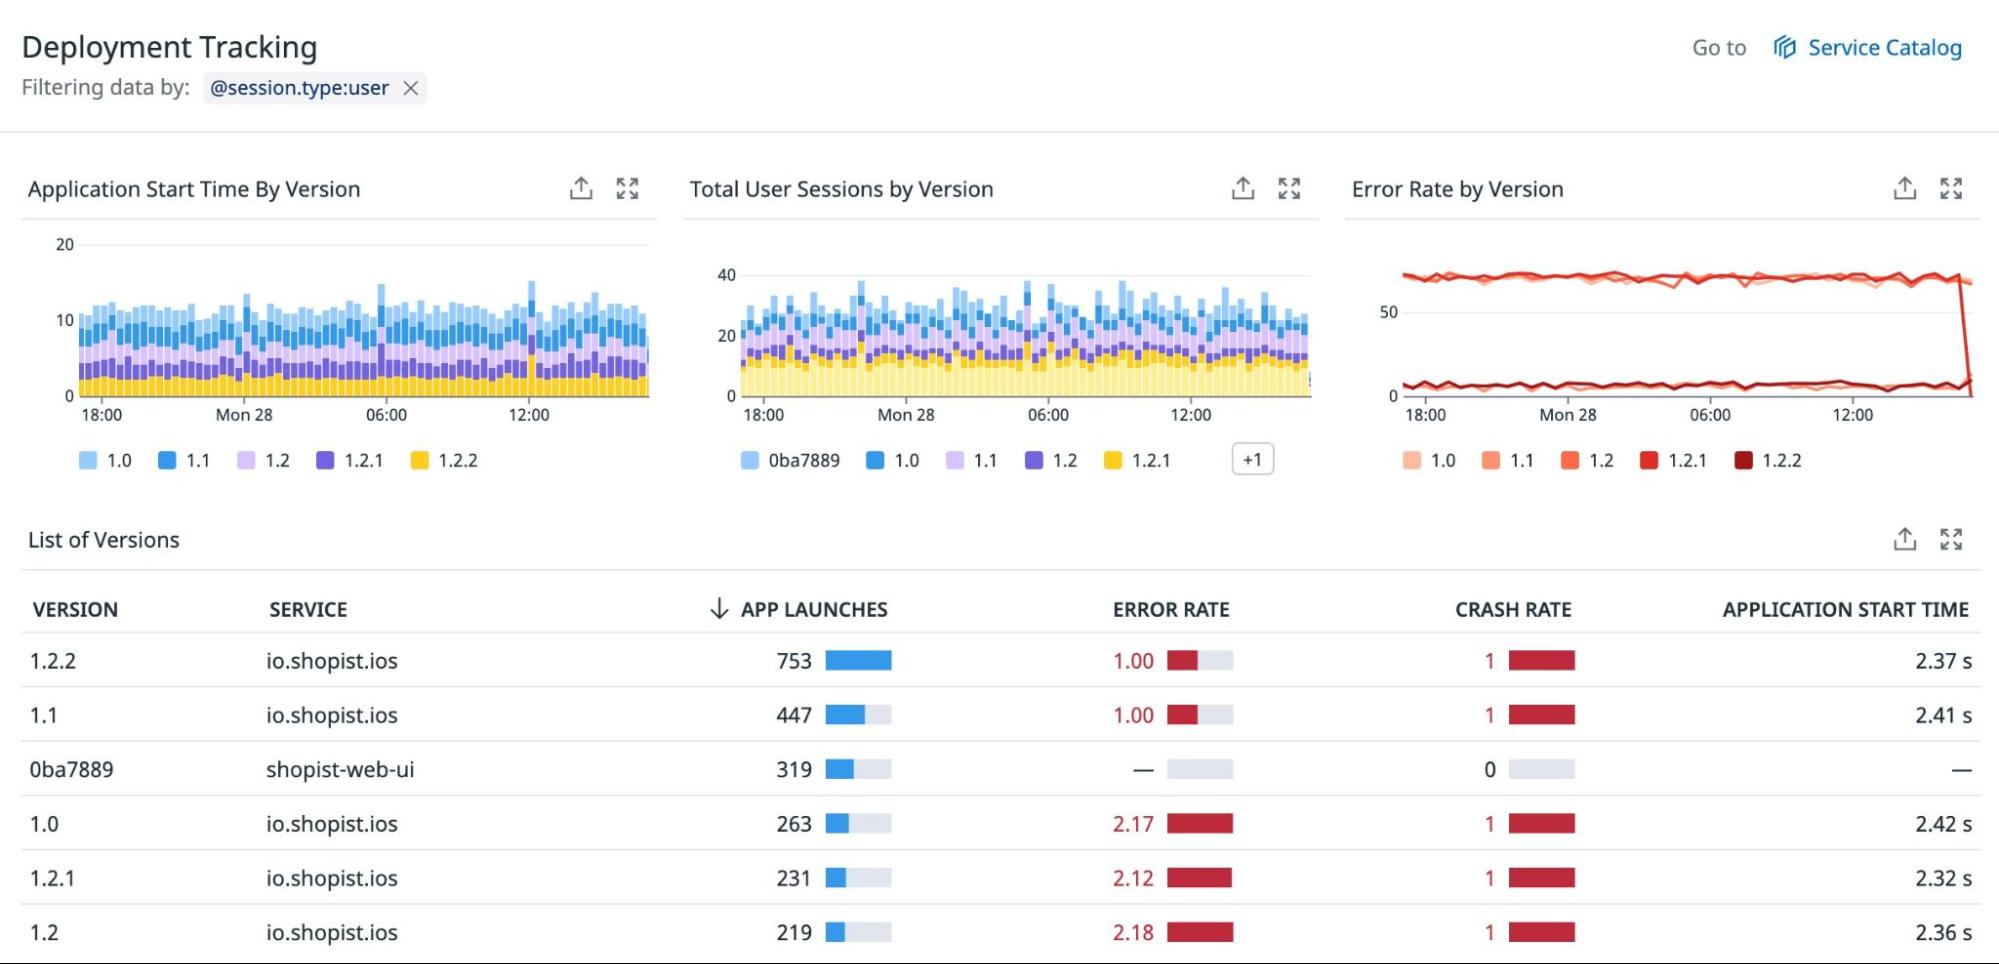 Deployment Tracking
Go to Service Catalog
Filtering data by: @session.type:user
Application Start Time By Version
20
10
0
18:00 Mon 28 06:00 12:00
1.0 1.1 1.2 1.2.1 1.2.2
Total User Sessions by Version
40
20
0
18:00 Mon 28 06:00 12:00
0ba7889 1.0 1.1 1.2 1.2.1 +1
Error Rate by Version
50
0
18:00 Mon 28 06:00 12:00
1.0 1.1 1.2 1.2.1 1.2.2
List of Versions
VERSION SERVICE APP LAUNCHES ERROR RATE CRASH RATE APPLICATION START TIME
1.2.2 io.shopist.ios 753 1.00 1 2.37 s
1.1 io.shopist.ios 447 1.00 1 2.41 s
0ba7889 shopist-web-ui 319 — 0 —
1.0 io.shopist.ios 263 2.17 1 2.42 s
1.2.1 io.shopist.ios 231 2.12 1 2.32 s
1.2 io.shopist.ios 219 2.18 1 2.36 s